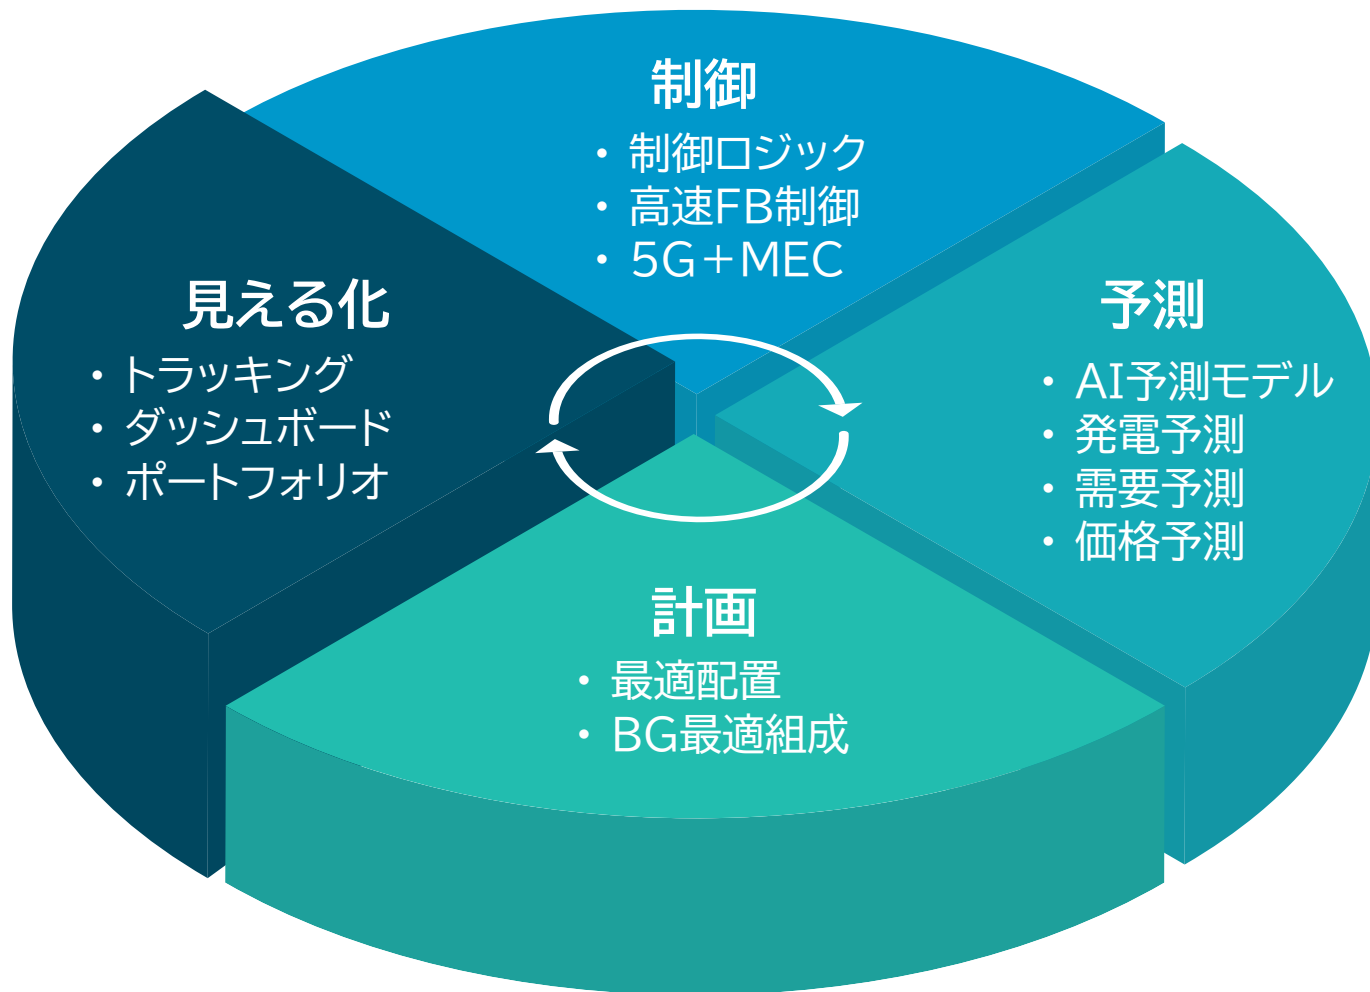 制御
・制御ロジック
・高速FB制御
・5G＋MEC
見える化
・トラッキング
・ダッシュボード
・ポートフォリオ
予測
・AI予測モデル
・発電予測
・需要予測
・価格予測
計画
・最適配置
・BG最適組成